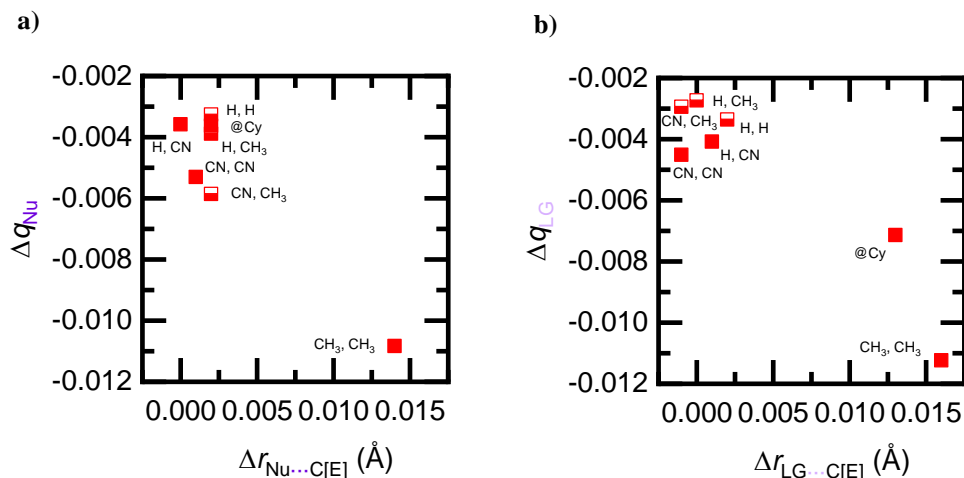 a)
-0.002
-0.004
-0.006
-0.008
-0.010
-0.012
ΔqNu
H, H
@Cy
H, CN
H, CH₃
CN, CN
CN, CH₃
CH₃, CH₃
0.000 0.005 0.010 0.015
ΔrNu···C[E] (Å)
b)
-0.002
-0.004
-0.006
-0.008
-0.010
-0.012
ΔqLG
H, CH₃
CN, CH₃
H, H
H, CN
CN, CN
@Cy
CH₃, CH₃
0.000 0.005 0.010 0.015
ΔrLG···C[E] (Å)